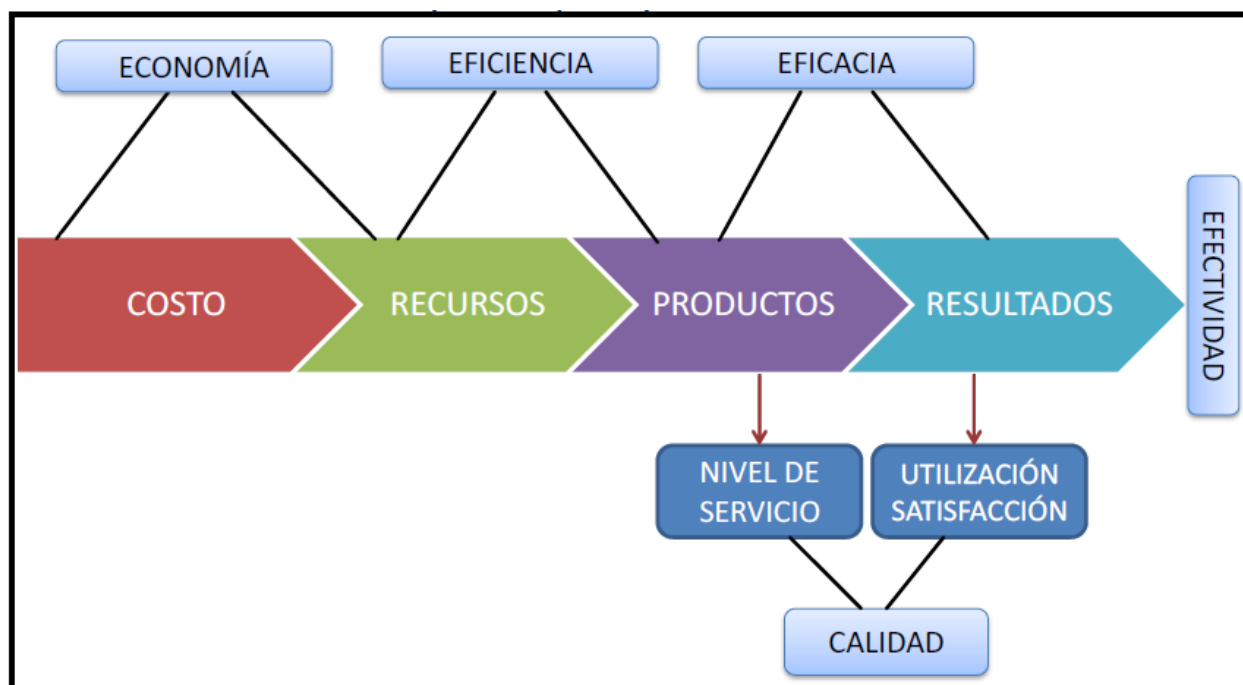 ECONOMÍA
EFICIENCIA
EFICACIA
COSTO
RECURSOS
PRODUCTOS
RESULTADOS
EFECTIVIDAD
NIVEL DE
SERVICIO
UTILIZACIÓN
SATISFACCIÓN
CALIDAD